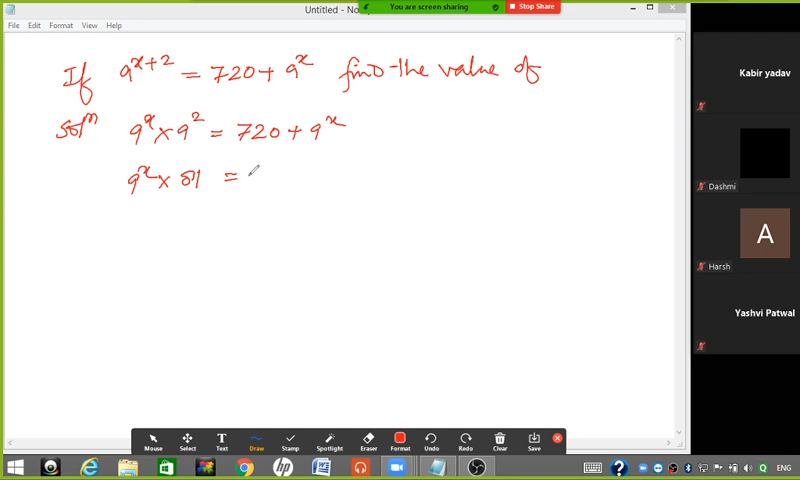 Untitled - No
You are screen sharing
Stop Share
File Edit Format View Help
If 9^{x+2} = 720 + 9^x find the value of
Soln 9^x × 9^2 = 720 + 9^x
9^x × 81 =
Kabir yadav
Dashmi
A
Harsh
Yashvi Patwal
Mouse Select Text Draw Stamp Spotlight Eraser Format Undo Redo Clear Save
ENG